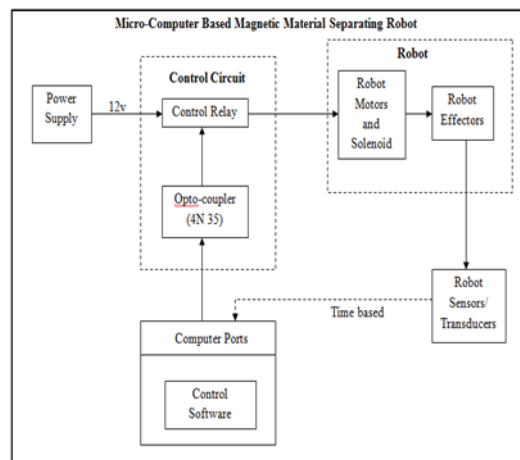 Micro-Computer Based Magnetic Material Separating Robot
Control Circuit
Robot
Power
Supply
12v
Control Relay
Robot
Motors
and
Solenoid
Robot
Effectors
Opto-coupler
(4N 35)
Robot
Sensors/
Transducers
Time based
Computer Ports
Control
Software